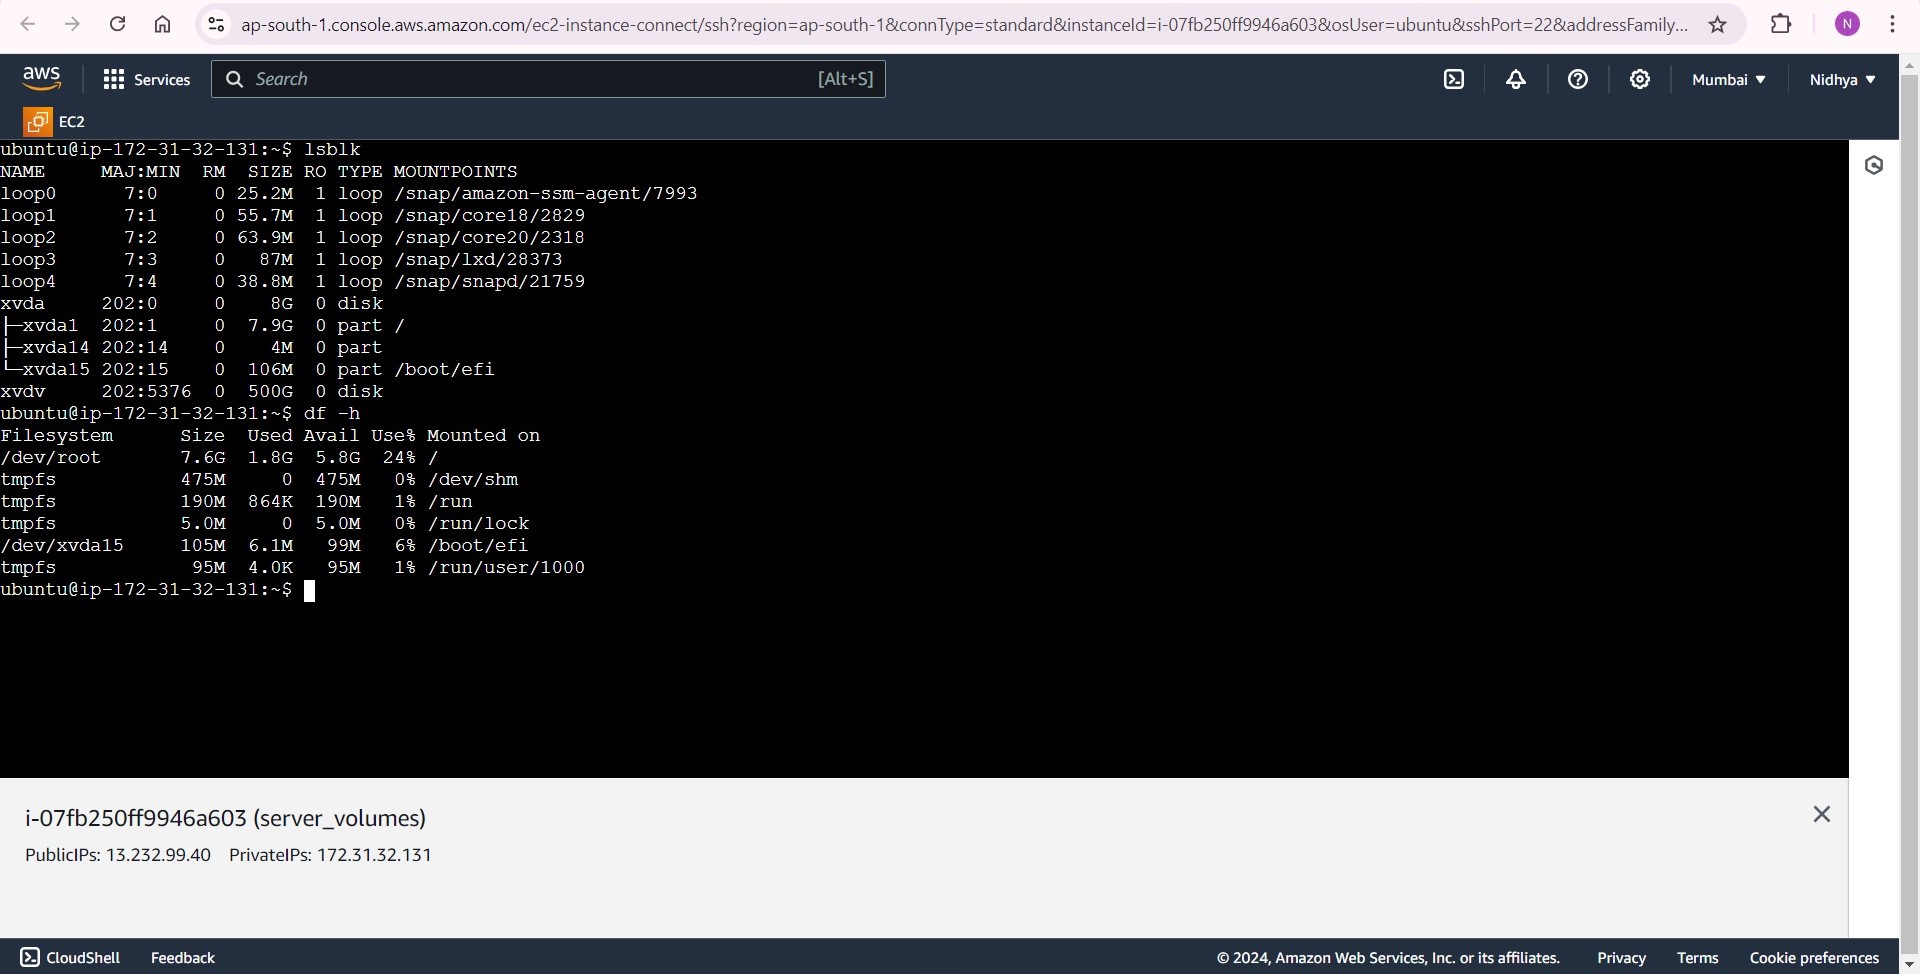 ap-south-1.console.aws.amazon.com/ec2-instance-connect/ssh?region=ap-south-1&connType=standard&instanceId=i-07fb250ff9946a603&osUser=ubuntu&sshPort=22&addressFamily...
N
aws
Services
Search
[Alt+S]
Mumbai
Nidhya
EC2
ubuntu@ip-172-31-32-131:~$ lsblk
NAME     MAJ:MIN  RM  SIZE RO TYPE MOUNTPOINTS
loop0      7:0     0 25.2M  1 loop /snap/amazon-ssm-agent/7993
loop1      7:1     0 55.7M  1 loop /snap/core18/2829
loop2      7:2     0 63.9M  1 loop /snap/core20/2318
loop3      7:3     0   87M  1 loop /snap/lxd/28373
loop4      7:4     0 38.8M  1 loop /snap/snapd/21759
xvda     202:0     0    8G  0 disk
├─xvda1  202:1     0  7.9G  0 part /
├─xvda14 202:14    0    4M  0 part
└─xvda15 202:15    0  106M  0 part /boot/efi
xvdv     202:5376  0  500G  0 disk
ubuntu@ip-172-31-32-131:~$ df -h
Filesystem      Size  Used Avail Use% Mounted on
/dev/root       7.6G  1.8G  5.8G  24% /
tmpfs           475M     0  475M   0% /dev/shm
tmpfs           190M  864K  190M   1% /run
tmpfs           5.0M     0  5.0M   0% /run/lock
/dev/xvda15     105M  6.1M   99M   6% /boot/efi
tmpfs            95M  4.0K   95M   1% /run/user/1000
ubuntu@ip-172-31-32-131:~$
i-07fb250ff9946a603 (server_volumes)
PublicIPs: 13.232.99.40 PrivateIPs: 172.31.32.131
CloudShell
Feedback
© 2024, Amazon Web Services, Inc. or its affiliates.
Privacy
Terms
Cookie preferences